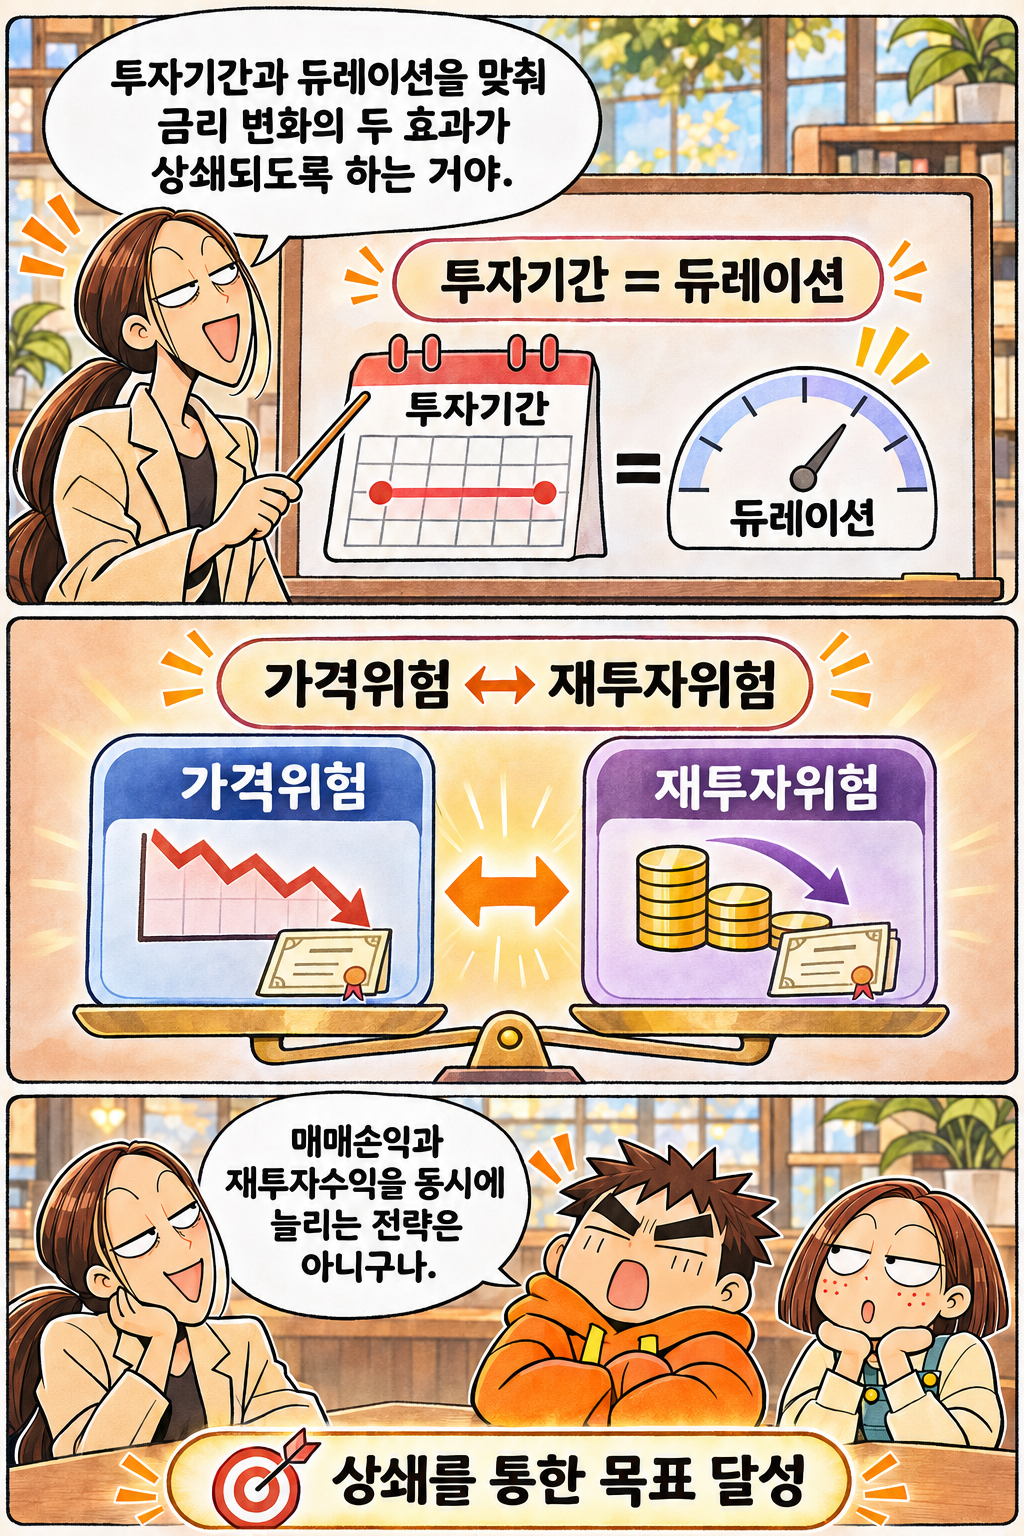 투자기간과 듀레이션을 맞춰
금리 변화의 두 효과가
상쇄되도록 하는 거야.
투자기간 = 듀레이션
투자기간
=
듀레이션
가격위험 ↔ 재투자위험
가격위험
재투자위험
매매손익과
재투자수익을 동시에
늘리는 전략은
아니구나.
상쇄를 통한 목표 달성